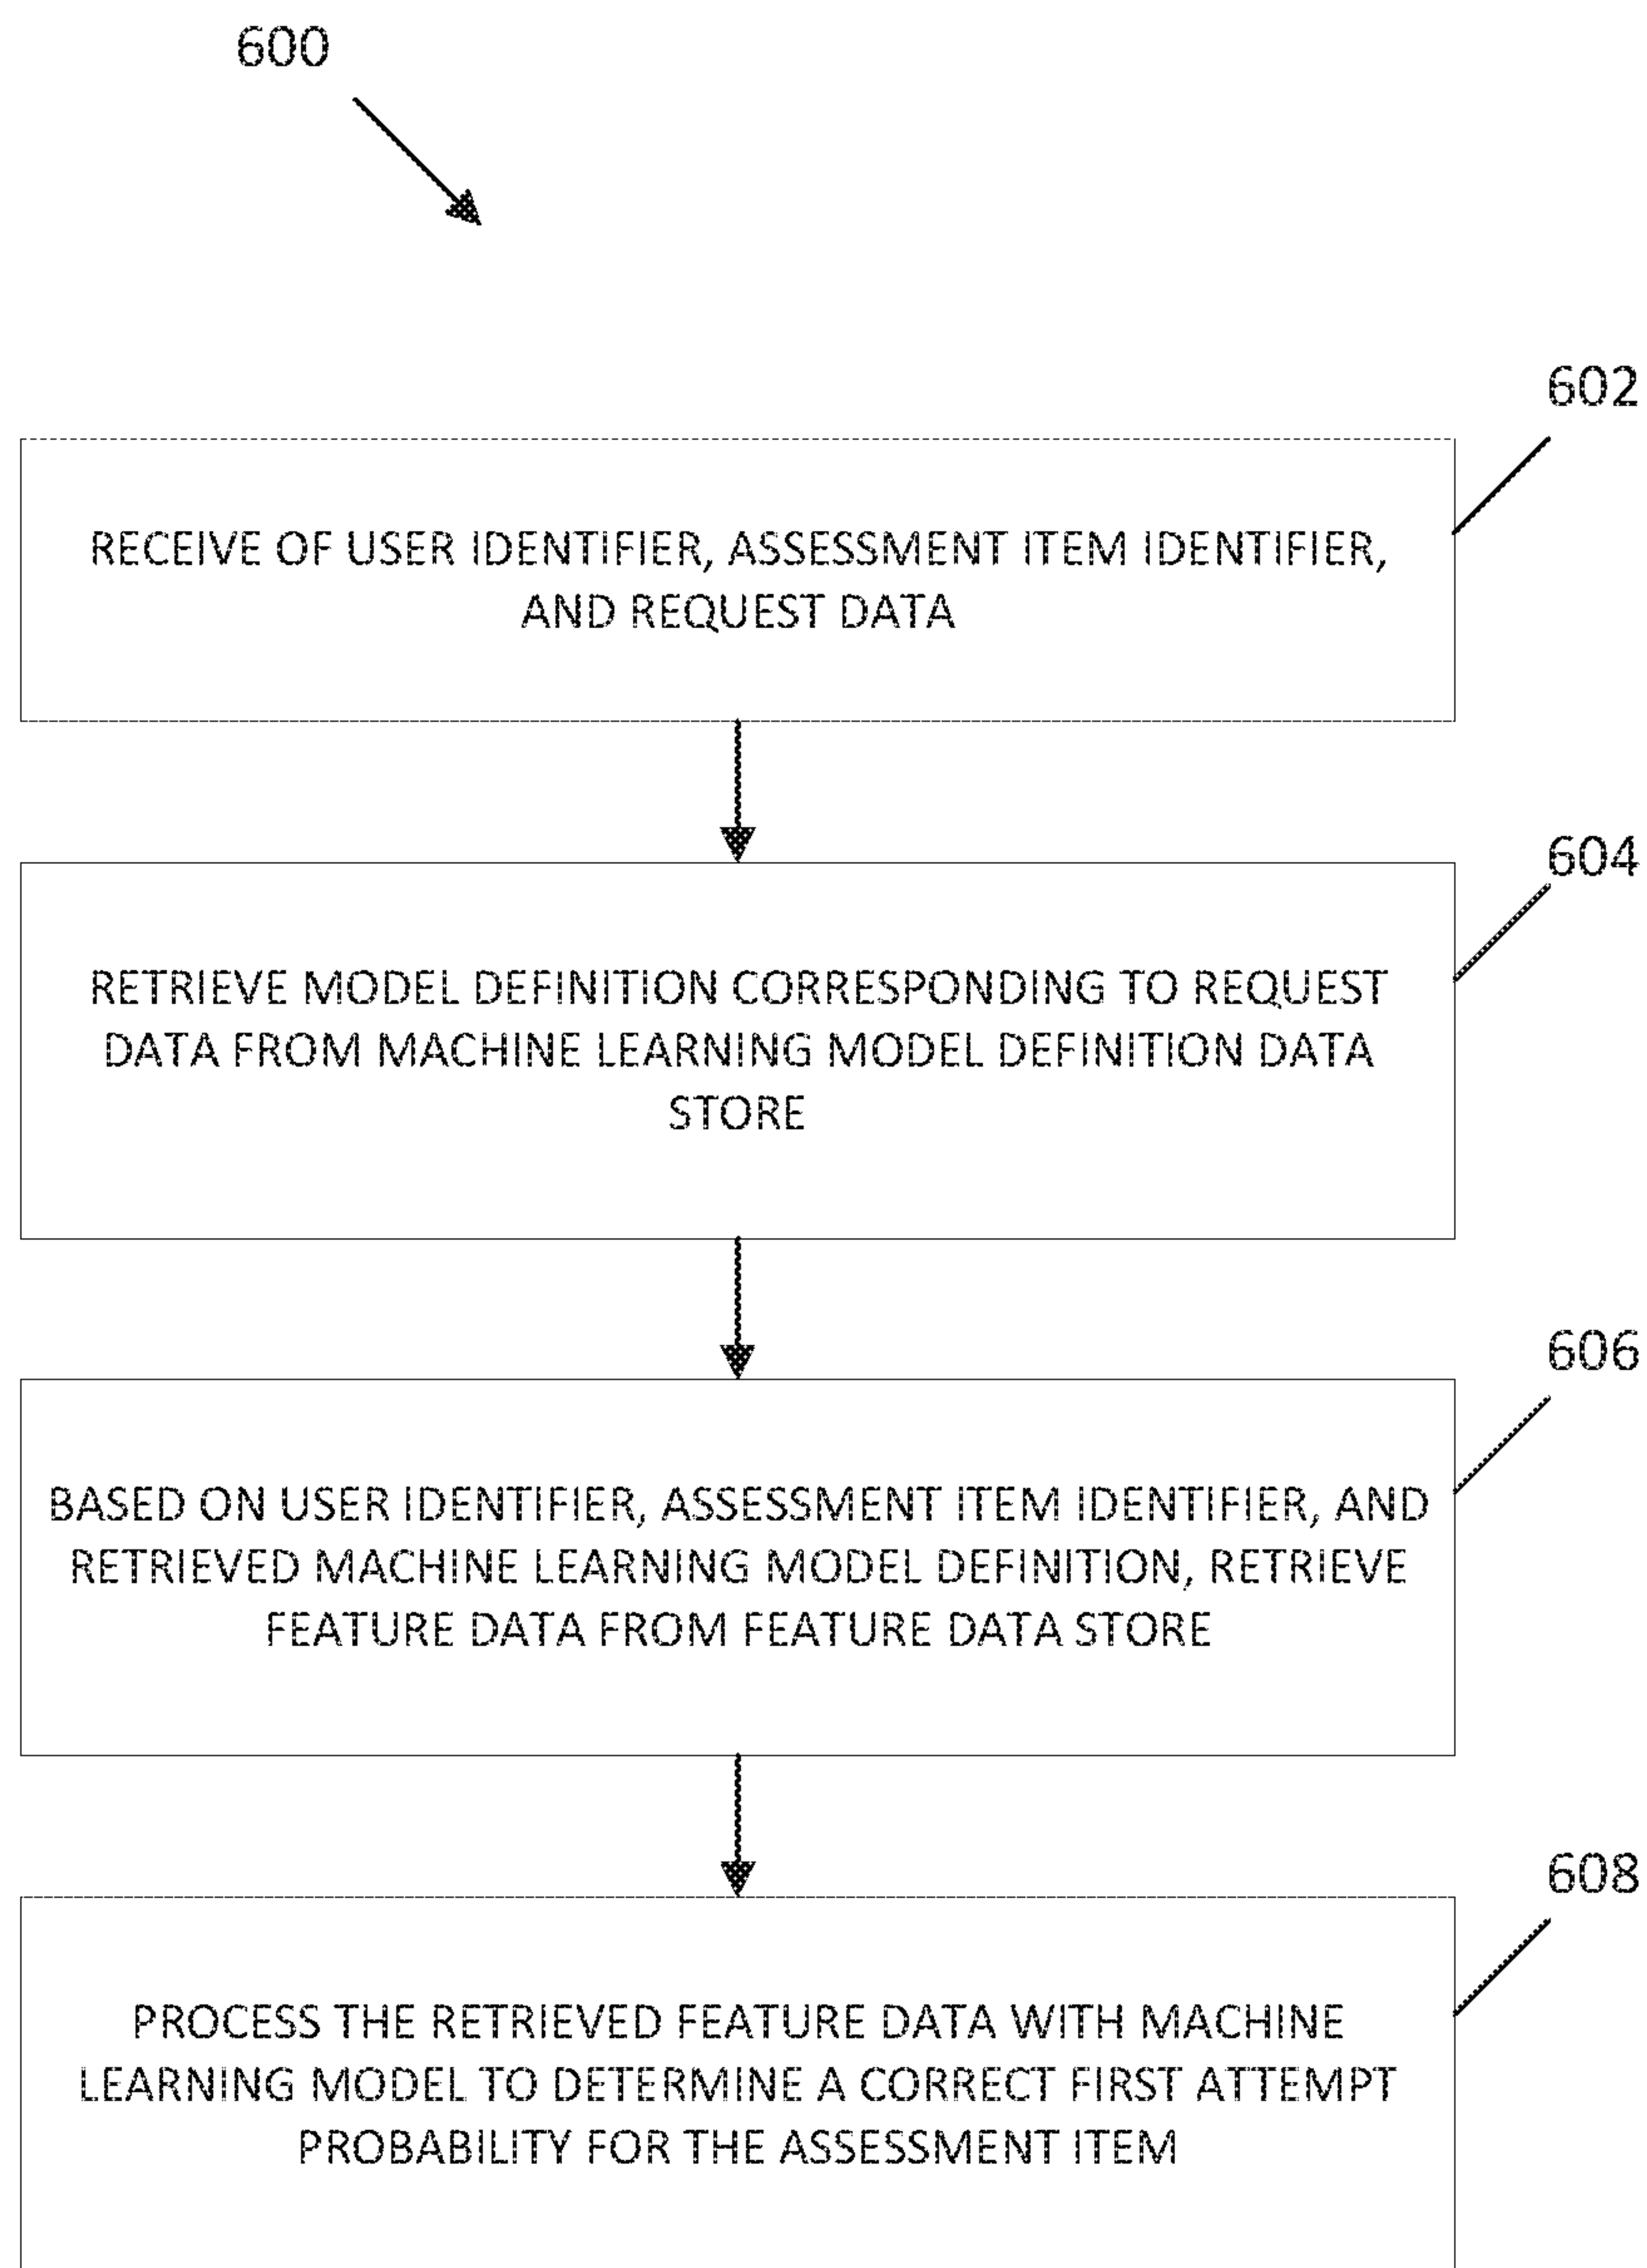 600
602
RECEIVE OF USER IDENTIFIER, ASSESSMENT ITEM IDENTIFIER,
AND REQUEST DATA
604
RETRIEVE MODEL DEFINITION CORRESPONDING TO REQUEST
DATA FROM MACHINE LEARNING MODEL DEFINITION DATA
STORE
606
BASED ON USER IDENTIFIER, ASSESSMENT ITEM IDENTIFIER, AND
RETRIEVED MACHINE LEARNING MODEL DEFINITION, RETRIEVE
FEATURE DATA FROM FEATURE DATA STORE
608
PROCESS THE RETRIEVED FEATURE DATA WITH MACHINE
LEARNING MODEL TO DETERMINE A CORRECT FIRST ATTEMPT
PROBABILITY FOR THE ASSESSMENT ITEM